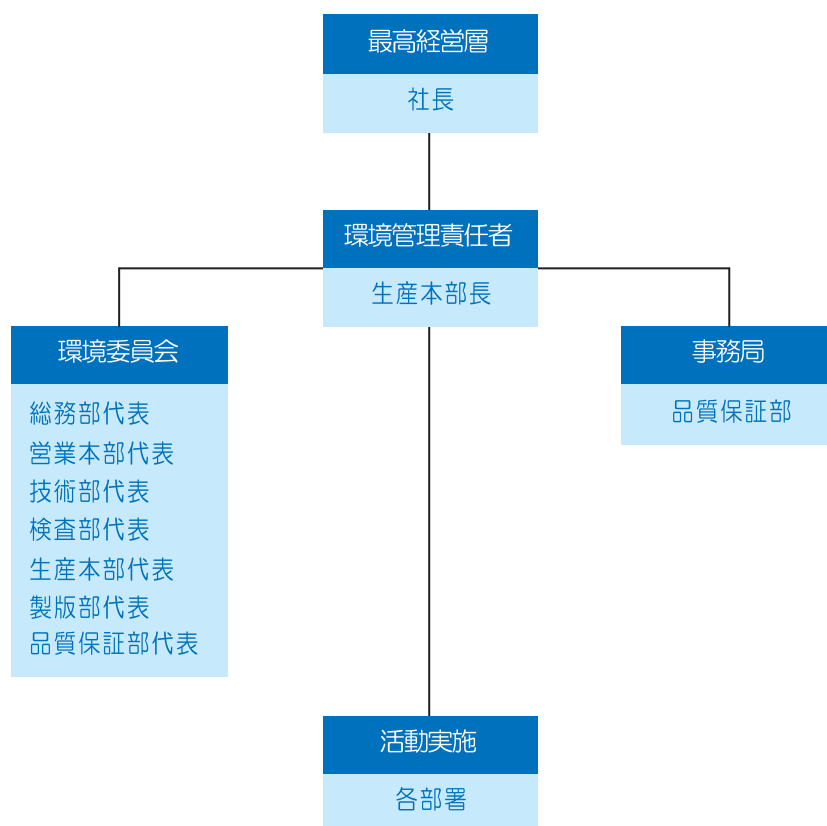 最高経営層
社長
環境管理責任者
生産本部長
環境委員会
総務部代表
営業本部代表
技術部代表
検査部代表
生産本部代表
製版部代表
品質保証部代表
事務局
品質保証部
活動実施
各部署